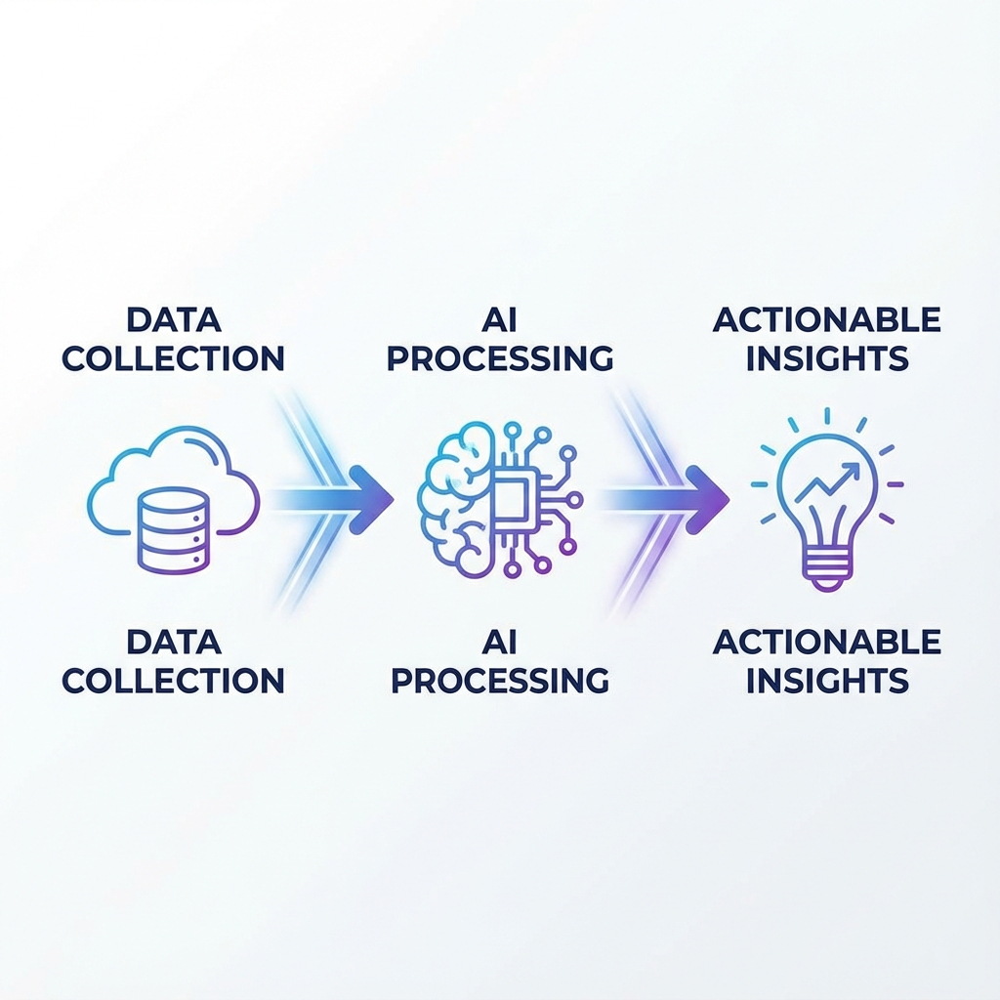 DATA
COLLECTION
AI
PROCESSING
ACTIONABLE
INSIGHTS
DATA
COLLECTION
AI
PROCESSING
ACTIONABLE
INSIGHTS